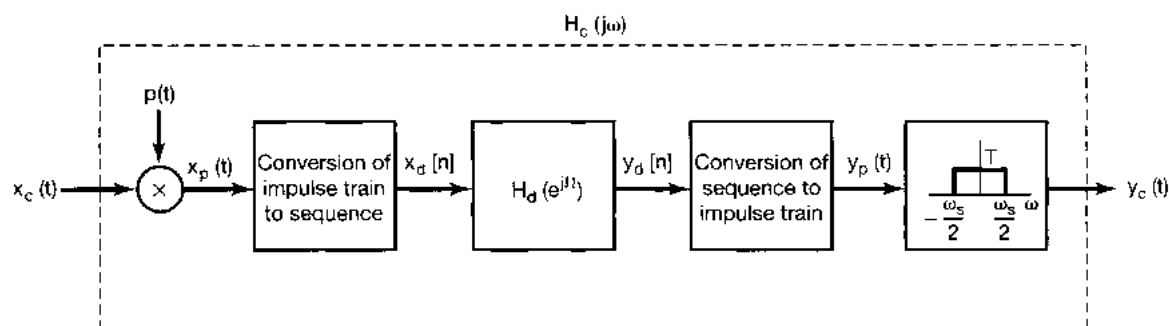 H_c (jω)
p(t)
x_c (t)
×
x_p (t)
Conversion of
impulse train
to sequence
x_d [n]
H_d (e^{jΩ})
y_d [n]
Conversion of
sequence to
impulse train
y_p (t)
T
-ω_s/2 ω_s/2 ω
y_c (t)